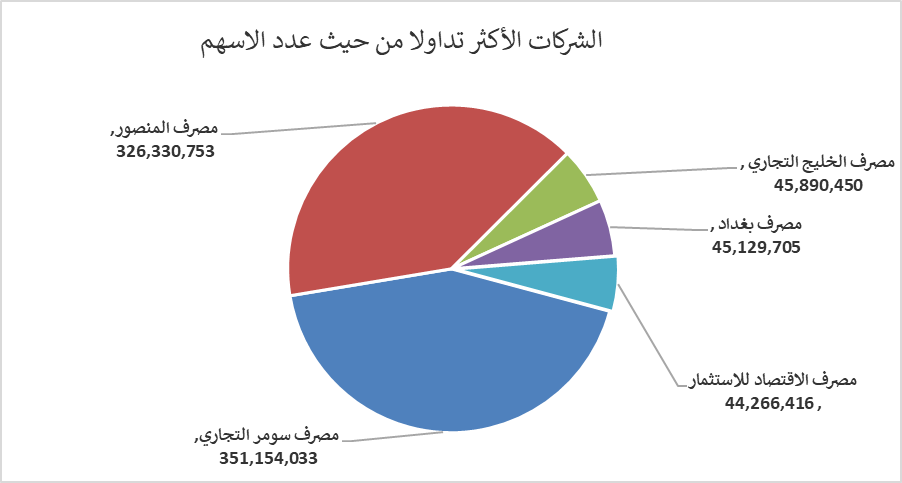 الشركات الأكثر تداولا من حيث عدد الاسهم
مصرف المنصور,
326,330,753
مصرف الخليج التجاري ,
45,890,450
مصرف بغداد ,
45,129,705
مصرف الاقتصاد للاستثمار
, 44,266,416
مصرف سومر التجاري,
351,154,033